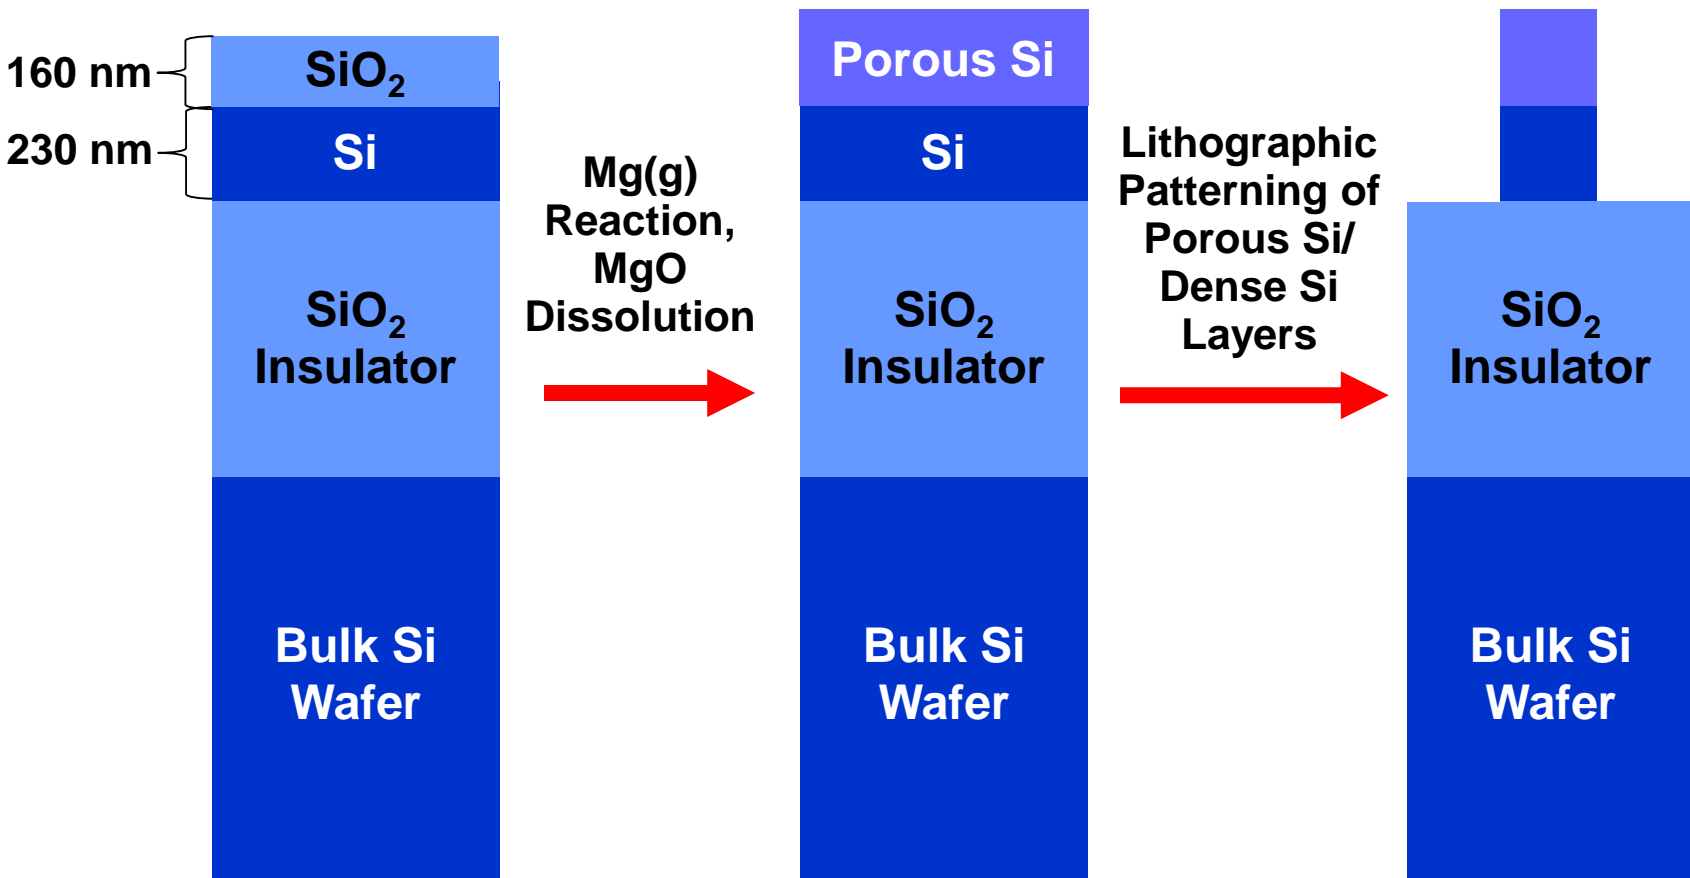 160 nm
230 nm
SiO₂
Si
SiO₂
Insulator
Bulk Si
Wafer
Mg(g)
Reaction,
MgO
Dissolution
Porous Si
Si
SiO₂
Insulator
Bulk Si
Wafer
Lithographic
Patterning of
Porous Si/
Dense Si
Layers
SiO₂
Insulator
Bulk Si
Wafer